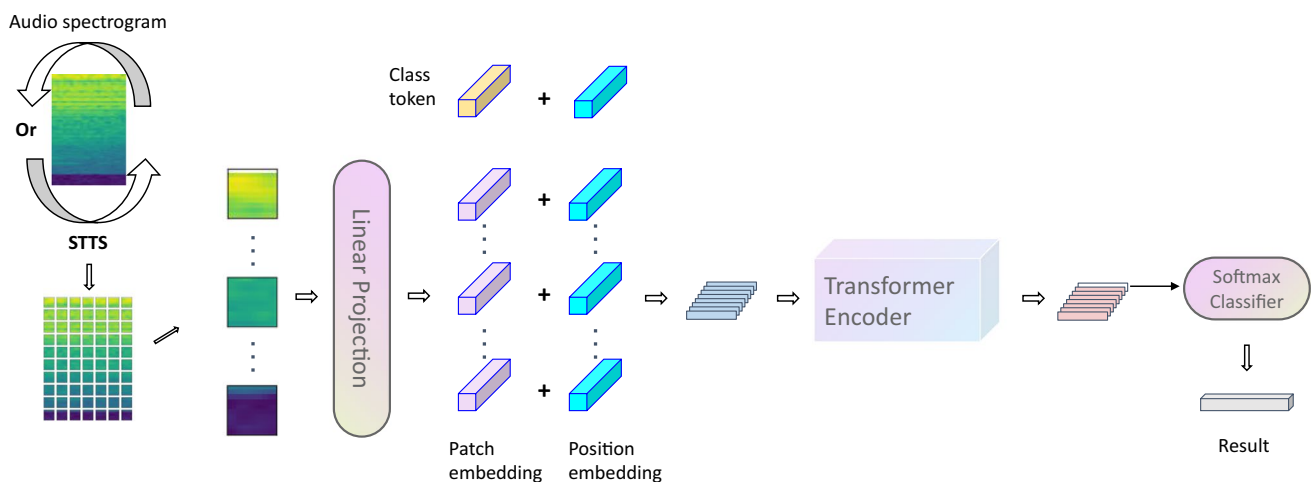 Audio spectrogram
Or
STTS
Linear Projection
Class
token
+
+
+
+
Patch
embedding
Position
embedding
Transformer
Encoder
Softmax
Classifier
Result